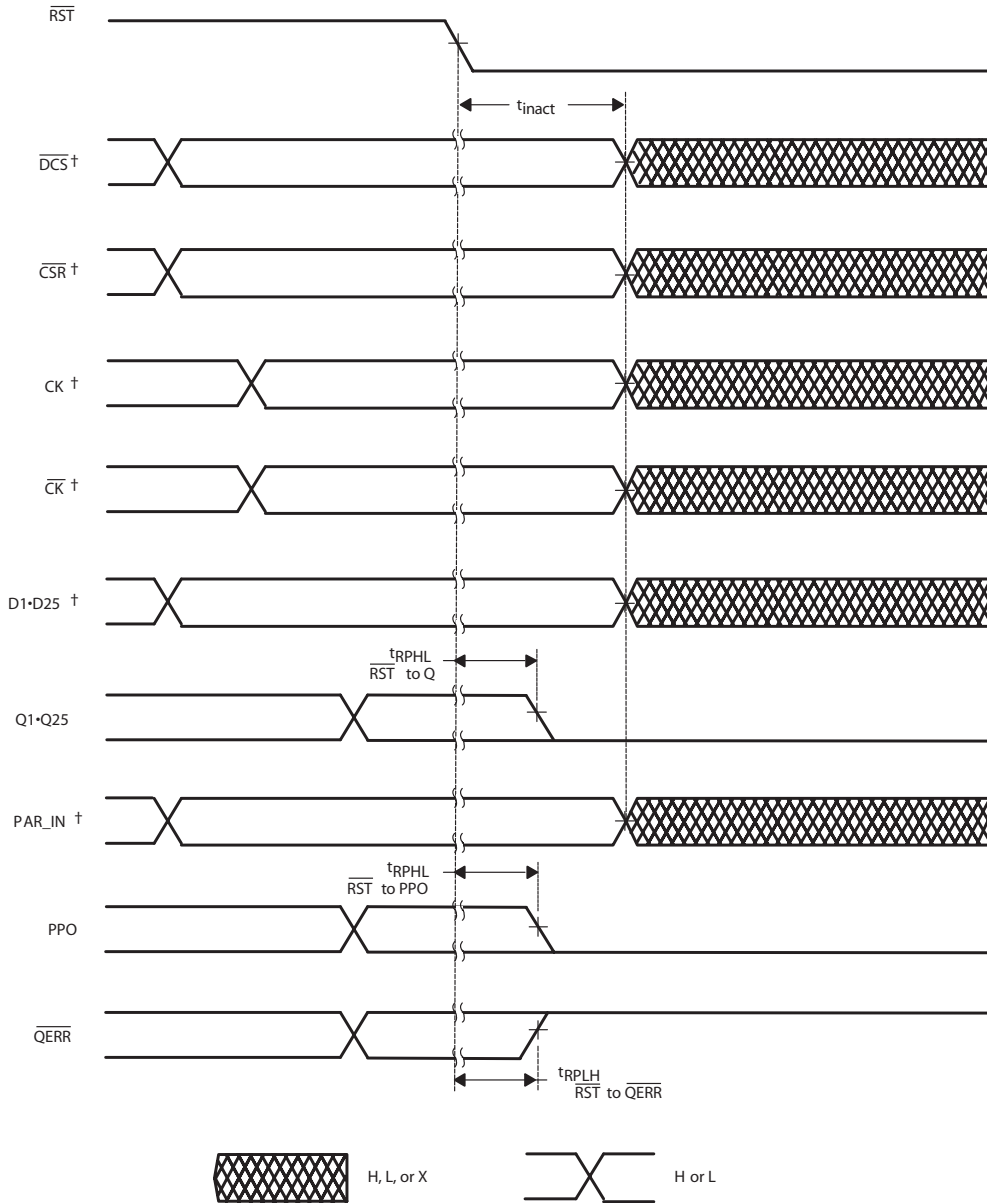 RST
tinact
DCS †
CSR †
CK †
CK †
D1•D25 †
tRPHL
RST to Q
Q1•Q25
PAR_IN †
tRPHL
RST to PPO
PPO
QERR
tRPLH
RST to QERR
H, L, or X
H or L